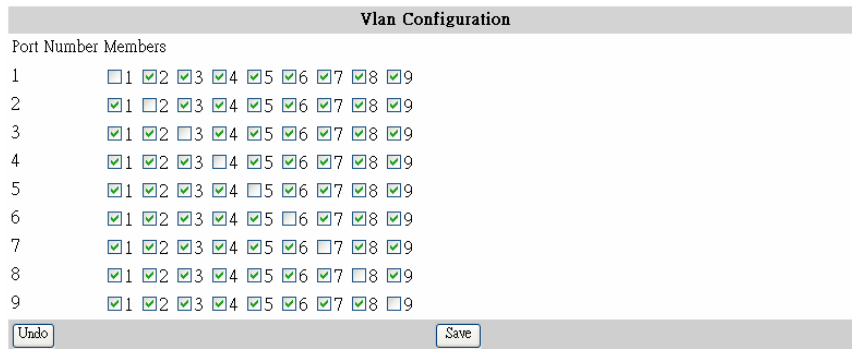 Vlan Configuration
Port Number Members
1 1 2 3 4 5 6 7 8 9
2 1 2 3 4 5 6 7 8 9
3 1 2 3 4 5 6 7 8 9
4 1 2 3 4 5 6 7 8 9
5 1 2 3 4 5 6 7 8 9
6 1 2 3 4 5 6 7 8 9
7 1 2 3 4 5 6 7 8 9
8 1 2 3 4 5 6 7 8 9
9 1 2 3 4 5 6 7 8 9
Undo Save